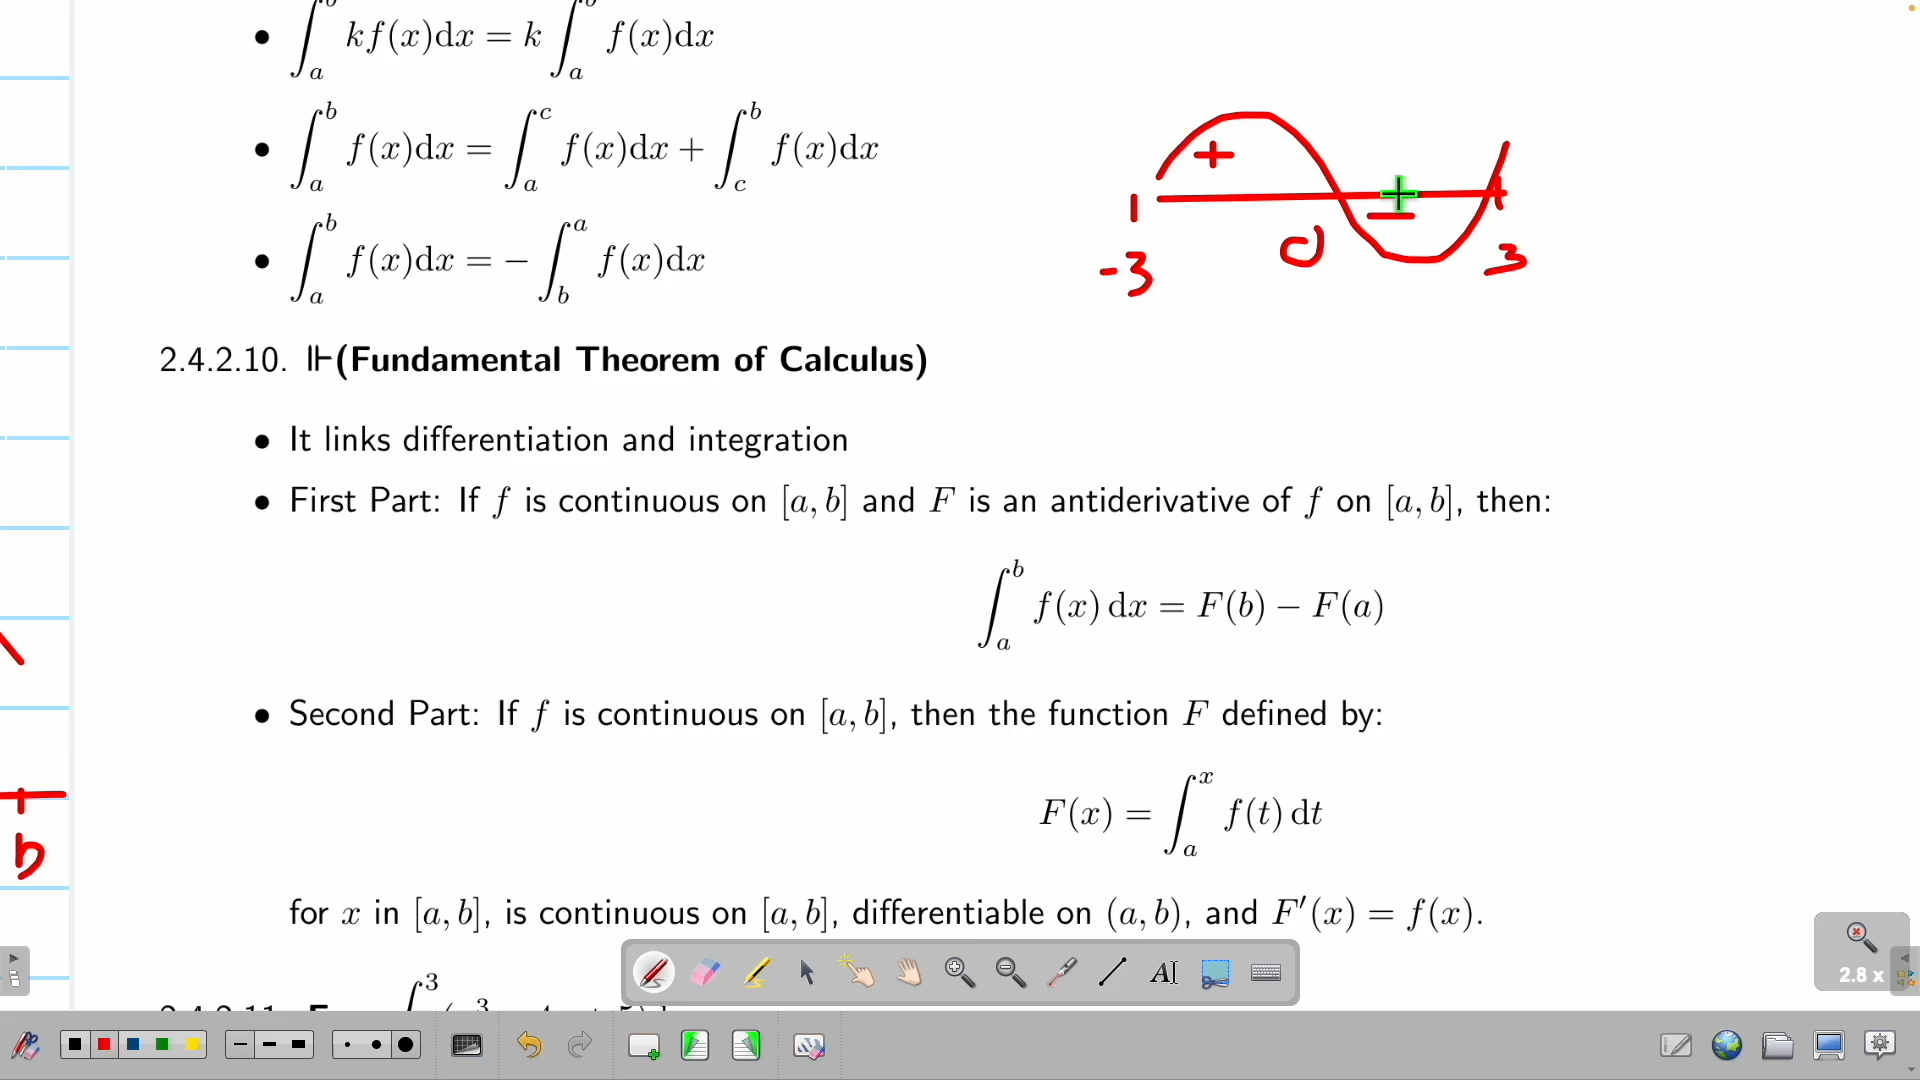 • ∫_a^b kf(x)dx = k ∫_a^b f(x)dx
• ∫_a^b f(x)dx = ∫_a^c f(x)dx + ∫_c^b f(x)dx
• ∫_a^b f(x)dx = − ∫_b^a f(x)dx
+
−
-3 0 3
2.4.2.10. ⊩(Fundamental Theorem of Calculus)
• It links differentiation and integration
• First Part: If f is continuous on [a, b] and F is an antiderivative of f on [a, b], then:
∫_a^b f(x) dx = F(b) − F(a)
• Second Part: If f is continuous on [a, b], then the function F defined by:
F(x) = ∫_a^x f(t) dt
b
for x in [a, b], is continuous on [a, b], differentiable on (a, b), and F′(x) = f(x).
AI
2.8 x